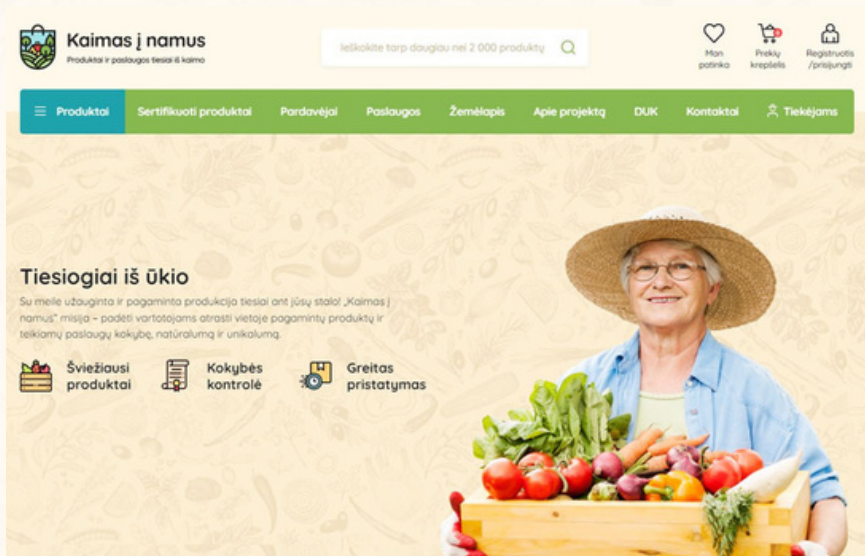 Kaimas į namus
Produktai ir paslaugos tiesiai iš kaimo
Ieškokite tarp daugiau nei 2 000 produktų
Man
patinka
Prekių
krepšelis
Registruotis
/prisijungti
Produktai
Sertifikuoti produktai
Pardavėjai
Paslaugos
Žemėlapis
Apie projektą
DUK
Kontaktai
Tiekėjams
Tiesiogiai iš ūkio
Su meile užauginta ir pagaminta produkcija tiesiai ant jūsų stalo! „Kaimas į
namus“ misija – padėti vartotojams atrasti vietoje pagamintų produktų ir
teikiamų paslaugų kokybę, natūralumą ir unikalumą.
Šviežiausi
produktai
Kokybės
kontrolė
Greitas
pristatymas